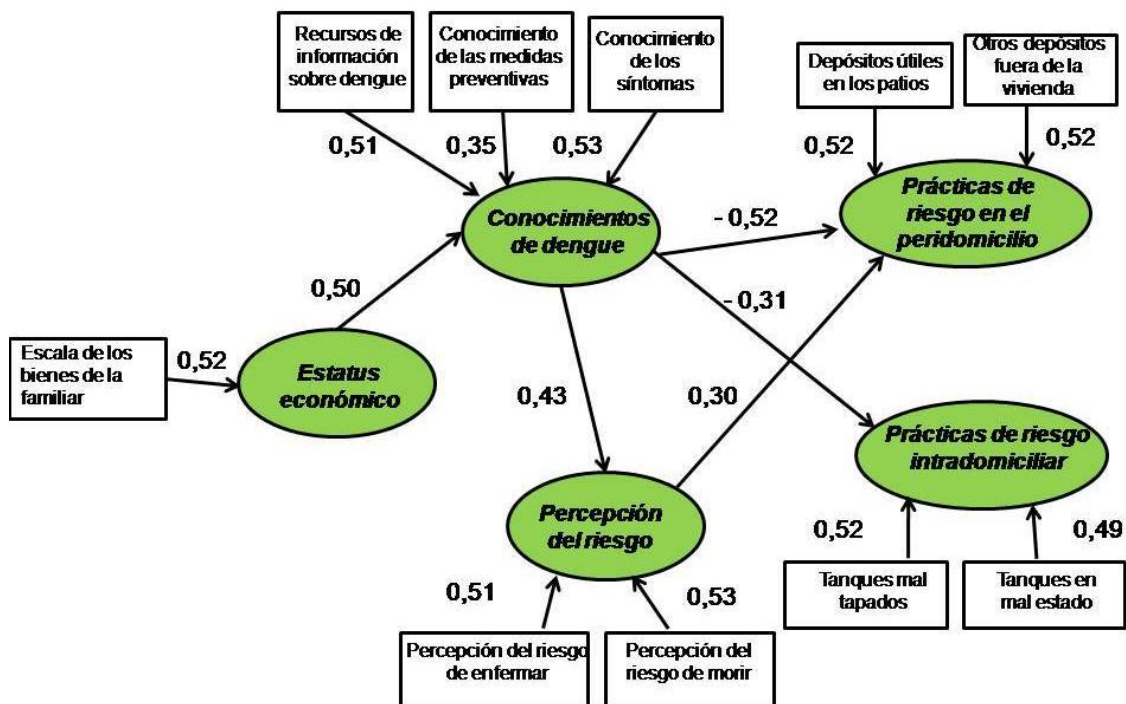 Recursos de
información
sobre dengue
Conocimiento
de las medidas
preventivas
Conocimiento
de los
síntomas
Depósitos útiles
en los patios
Otros depósitos
fuera de la
vivienda
0,51
0,35
0,53
0,52
0,52
Conocimientos
de dengue
Prácticas de
riesgo en el
peridomicilio
- 0,52
0,50
- 0,31
Escala de los
bienes de la
familiar
0,52
Estatus
económico
0,43
0,30
Prácticas de riesgo
intradomiciliar
Percepción
del riesgo
0,52
0,49
0,51
0,53
Tanques mal
tapados
Tanques en
mal estado
Percepción del riesgo
de enfermar
Percepción del
riesgo de morir